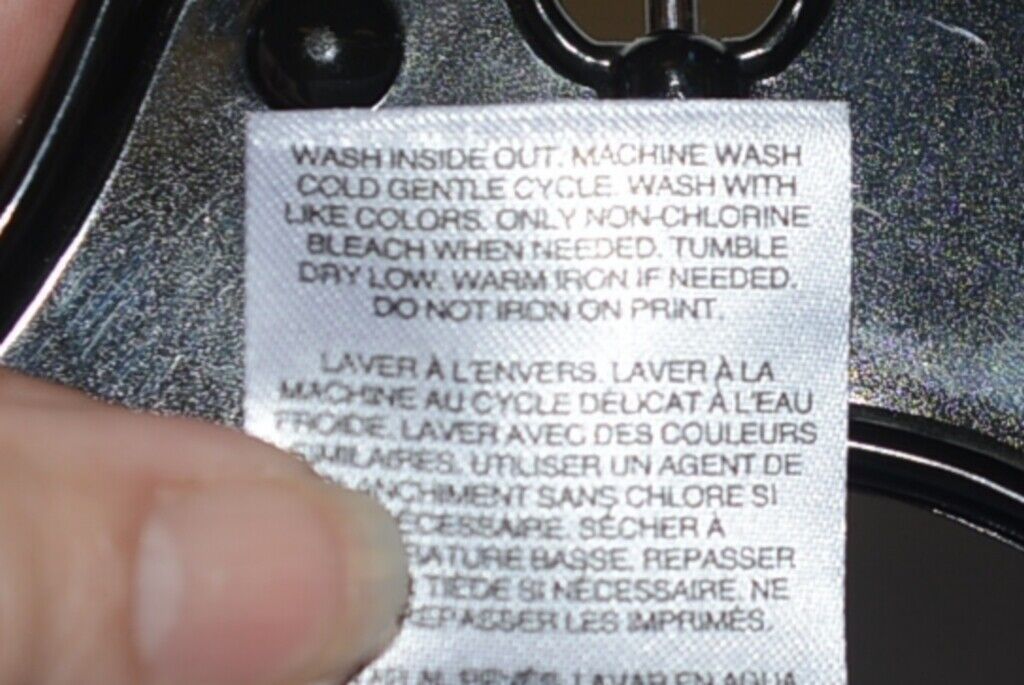 WASH INSIDE OUT. MACHINE WASH
COLD GENTLE CYCLE. WASH WITH
LIKE COLORS. ONLY NON-CHLORINE
BLEACH WHEN NEEDED. TUMBLE
DRY LOW. WARM IRON IF NEEDED.
DO NOT IRON ON PRINT.
LAVER À L'ENVERS. LAVER À LA
MACHINE AU CYCLE DÉLICAT À L'EAU
FROIDE. LAVER AVEC DES COULEURS
SIMILAIRES. UTILISER UN AGENT DE
SANS CHLORE SI
SÉCHER À
BASSE. REPASSER
TIÈDE SI NÉCESSAIRE. NE
LES IMPRIMÉS.
LAVAR EN AGUA